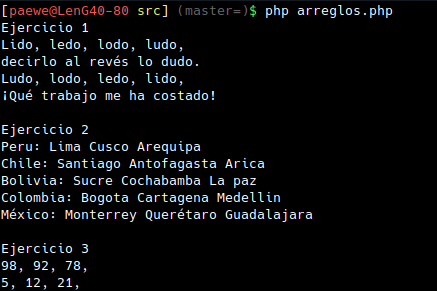 [paewe@LenG40-80 src] (master=)$ php arreglos.php
Ejercicio 1
Lido, ledo, lodo, ludo,
decirlo al revés lo dudo.
Ludo, lodo, ledo, lido,
¡Qué trabajo me ha costado!
Ejercicio 2
Peru: Lima Cusco Arequipa
Chile: Santiago Antofagasta Arica
Bolivia: Sucre Cochabamba La paz
Colombia: Bogota Cartagena Medellin
México: Monterrey Querétaro Guadalajara
Ejercicio 3
98, 92, 78,
5, 12, 21,